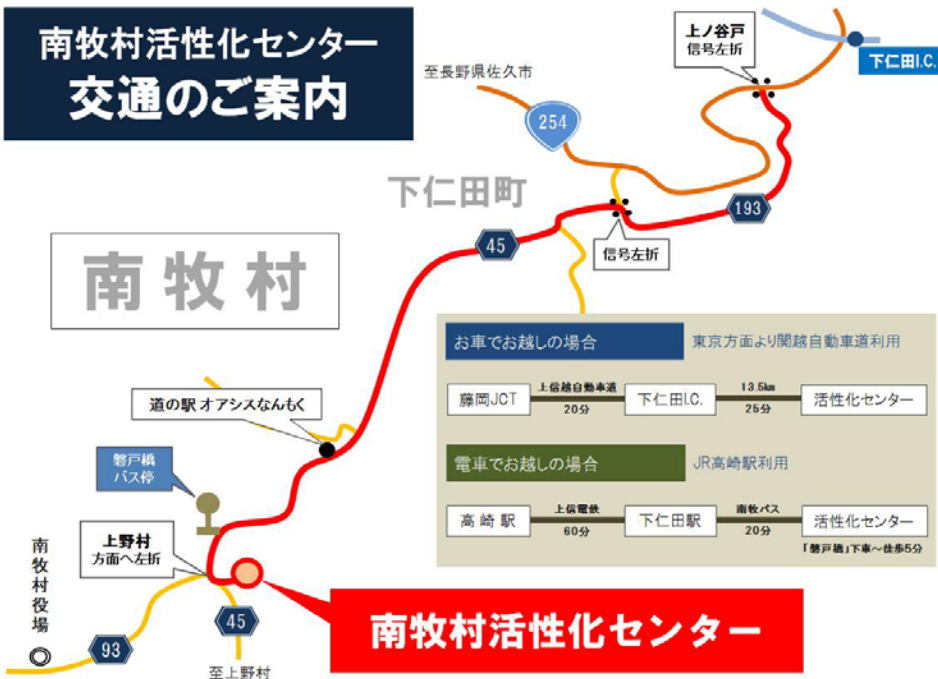 南牧村活性化センター
交通のご案内
上ノ谷戸
信号左折
下仁田I.C.
至長野県佐久市
254
下仁田町
193
45
信号左折
南牧村
お車でお越しの場合
東京方面より関越自動車道利用
藤岡JCT
上信越自動車道
20分
下仁田I.C.
13.5km
25分
活性化センター
道の駅 オアシスなんもく
電車でお越しの場合
JR高崎駅利用
磐戸橋
バス停
高崎駅
上信電鉄
60分
下仁田駅
南牧バス
20分
活性化センター
「磐戸橋」下車～徒歩5分
上野村
方面へ左折
南牧村役場
南牧村活性化センター
45
93
至上野村